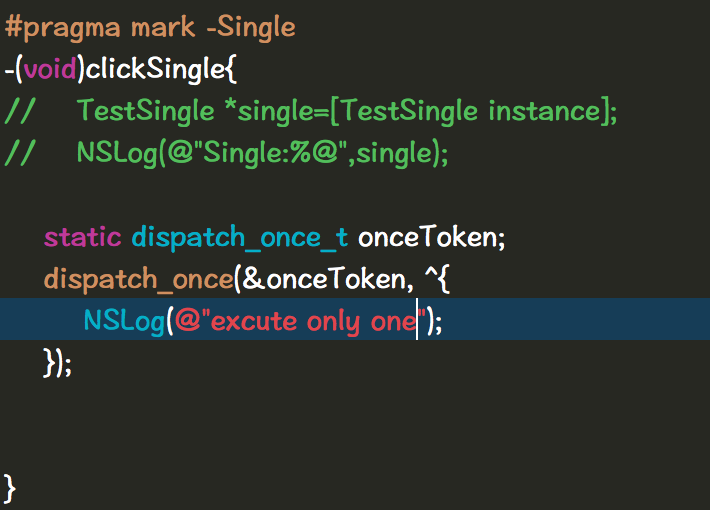 #pragma mark -Single
-(void)clickSingle{
//    TestSingle *single=[TestSingle instance];
//    NSLog(@"Single:%@",single);
static dispatch_once_t onceToken;
dispatch_once(&onceToken, ^{
NSLog(@"excute only one");
});
}